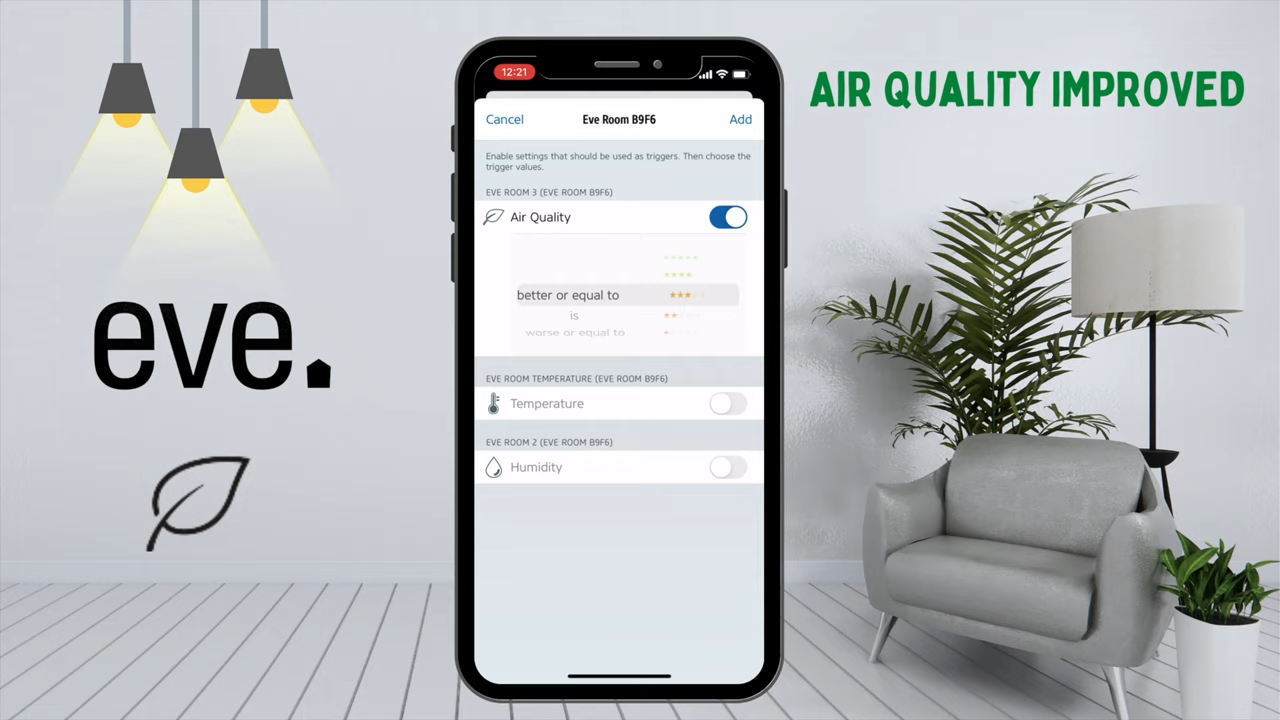 AIR QUALITY IMPROVED
eve.
12:21
Cancel
Eve Room B9F6
Add
Enable settings that should be used as triggers. Then choose the
trigger values.
EVE ROOM 3 (EVE ROOM B9F6)
Air Quality
better or equal to
is
worse or equal to
EVE ROOM TEMPERATURE (EVE ROOM B9F6)
Temperature
EVE ROOM 2 (EVE ROOM B9F6)
Humidity